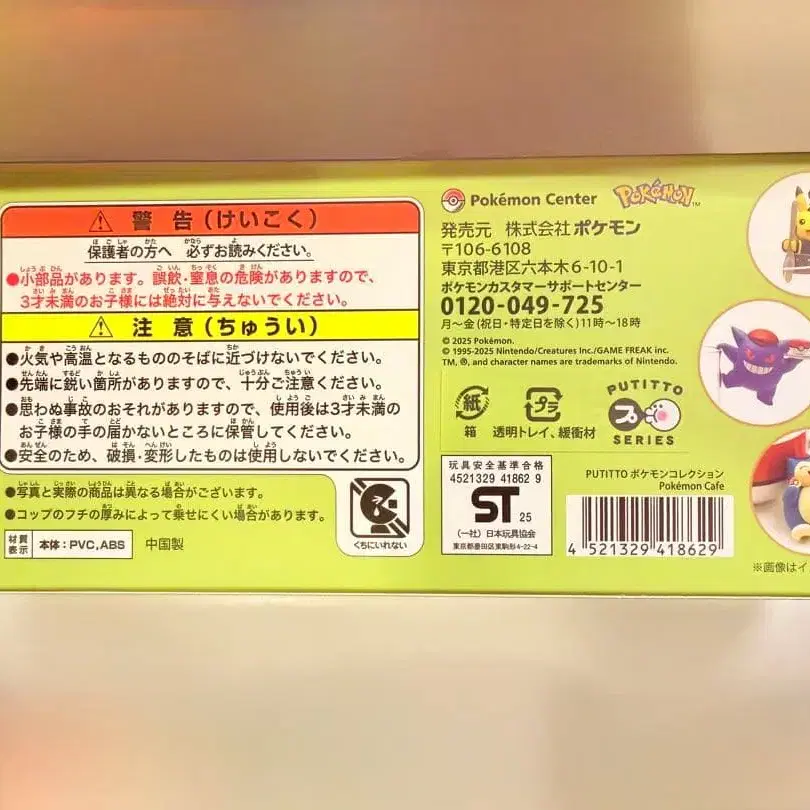 警告(けいこく)
保護者の方へ 必ずお読みください。
●小部品があります。誤飲・窒息の危険がありますので、
3才未満のお子様には絶対に与えないでください。
注意(ちゅうい)
●火気や高温となるもののそばに近づけないでください。
●先端に鋭い箇所がありますので、十分ご注意ください。
●思わぬ事故のおそれがありますので、使用後は3才未満の
お子様の手の届かないところに保管してください。
●安全のため、破損・変形したものは使用しないでください。
●写真と実際の商品は異なる場合がございます。
●コップのフチの厚みによって乗せにくい場合があります。
くちにいれない
材質表示 本体:PVC,ABS 中国製
Pokémon Center POKÉMON™
発売元 株式会社ポケモン
〒106-6108
東京都港区六本木6-10-1
ポケモンカスタマーサポートセンター
0120-049-725
月~金(祝日・特定日を除く)11時~18時
© 2025 Pokémon.
© 1995-2025 Nintendo/Creatures Inc./GAME FREAK inc.
TM, ®, and character names are trademarks of Nintendo.
紙
箱
プラ
透明トレイ、緩衝材
PUTITTO
プ
SERIES
玩具安全基準合格
4521329 41862 9
ST 25
(一社)日本玩具協会
東京都墨田区東駒形4-22-4
PUTITTO ポケモンコレクション
Pokémon Cafe
4 521329 418629
※画像はイ